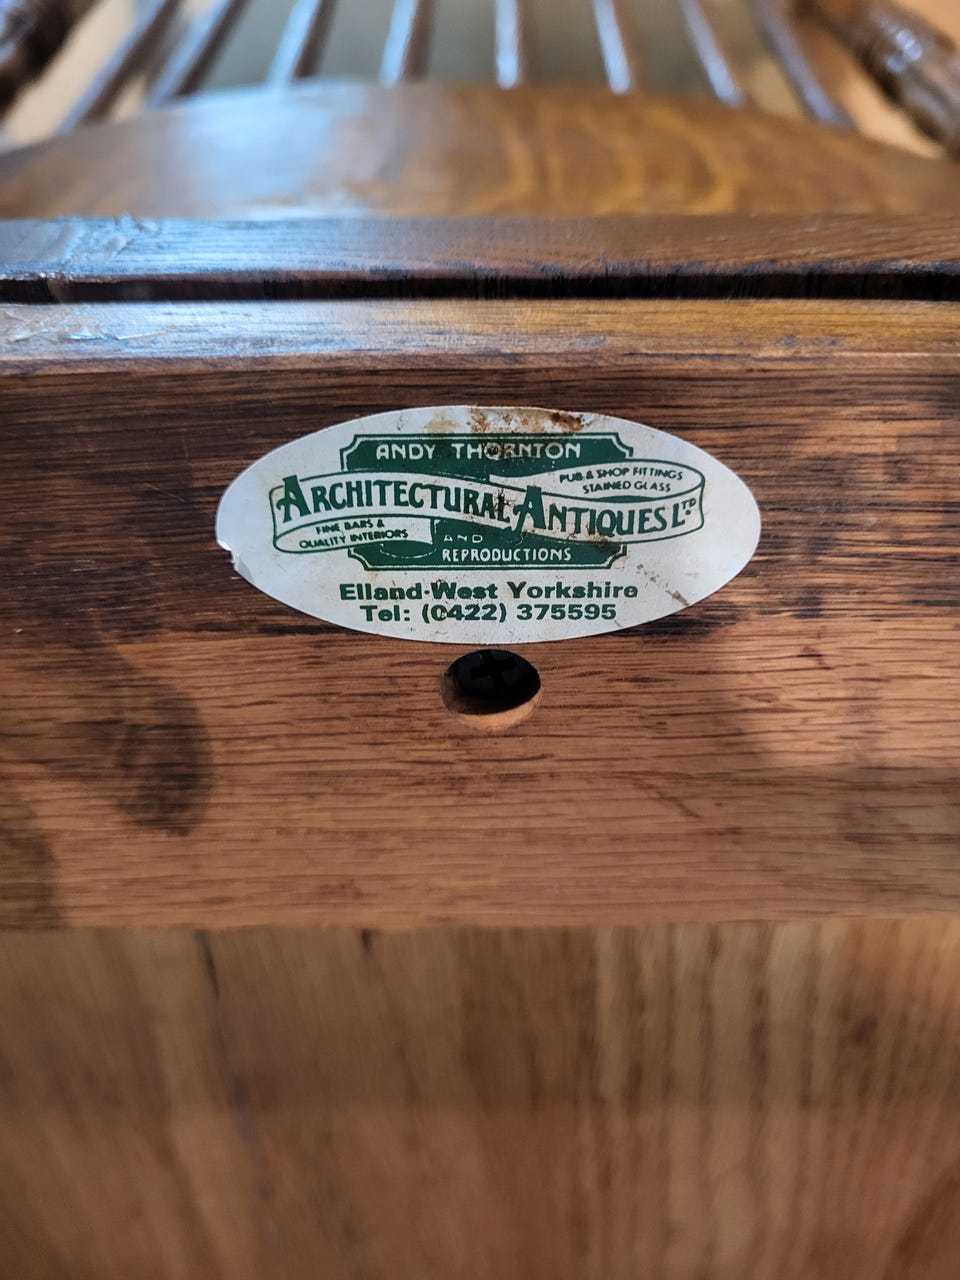 ANDY THORNTON
PUB & SHOP FITTINGS
STAINED GLASS
ARCHITECTURAL ANTIQUES LTD
FINE BARS &
QUALITY INTERIORS
AND
REPRODUCTIONS
Elland·West Yorkshire
Tel: (0422) 375595